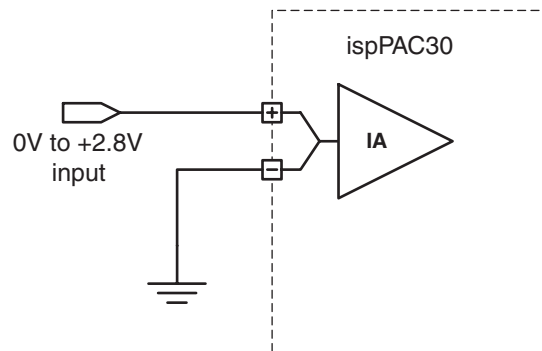 ispPAC30
+
0V to +2.8V
input
IA
−